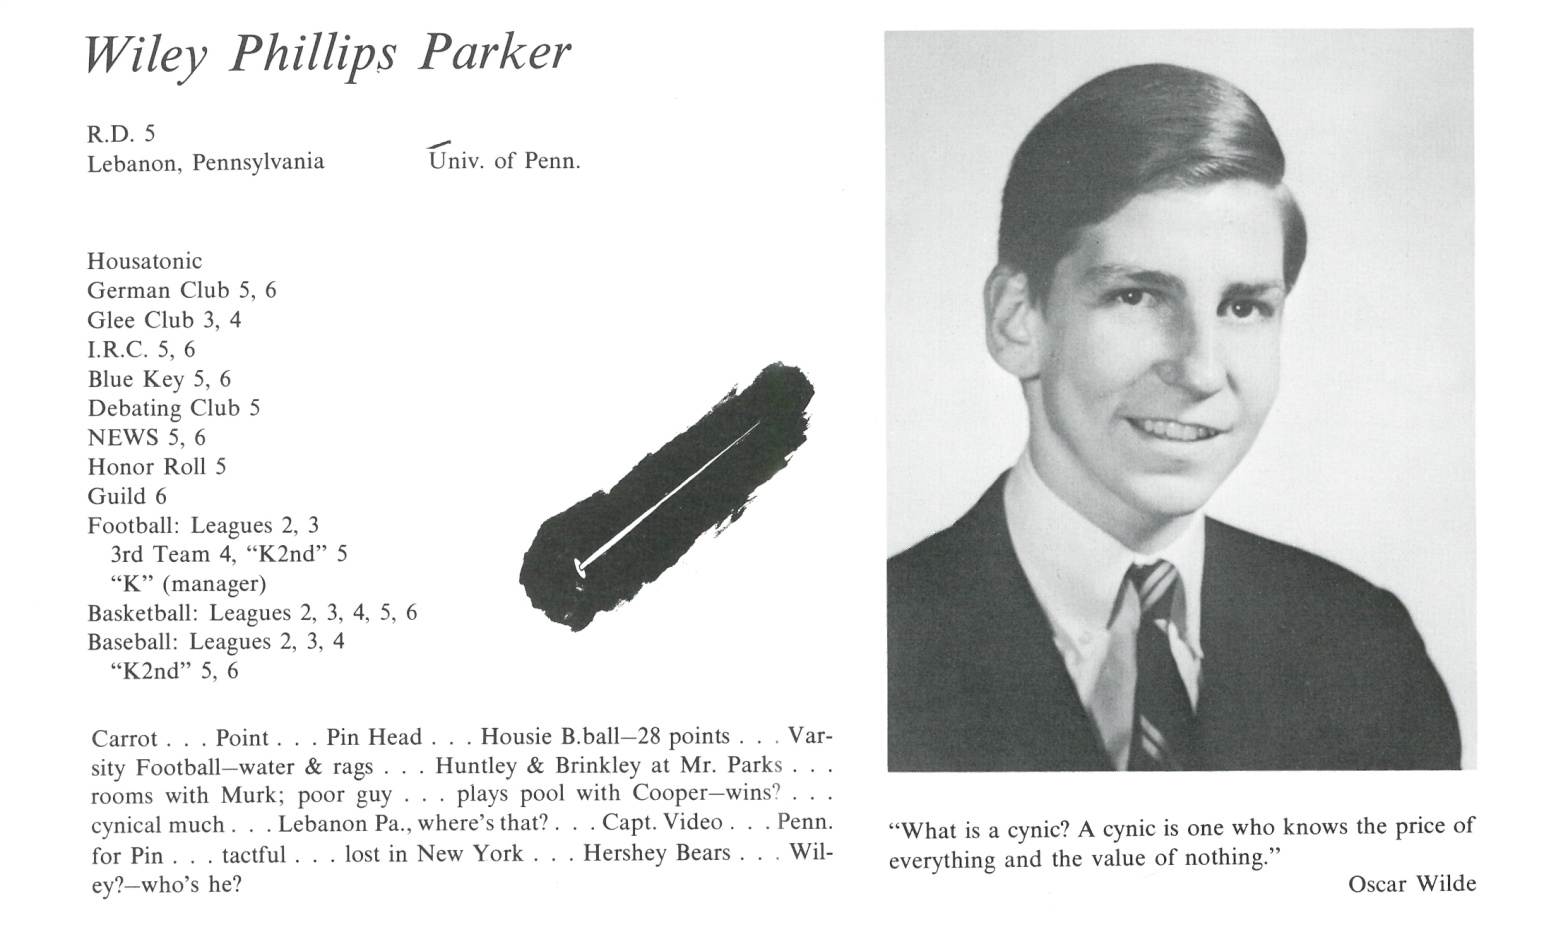 Wiley Phillips Parker
R.D. 5
Lebanon, Pennsylvania
Univ. of Penn.
Housatonic
German Club 5, 6
Glee Club 3, 4
I.R.C. 5, 6
Blue Key 5, 6
Debating Club 5
NEWS 5, 6
Honor Roll 5
Guild 6
Football: Leagues 2, 3
3rd Team 4, “K2nd” 5
“K” (manager)
Basketball: Leagues 2, 3, 4, 5, 6
Baseball: Leagues 2, 3, 4
“K2nd” 5, 6
Carrot . . . Point . . . Pin Head . . . Housie B.ball—28 points . . . Var-
sity Football—water & rags . . . Huntley & Brinkley at Mr. Parks . . .
rooms with Murk; poor guy . . . plays pool with Cooper—wins? . . .
cynical much . . . Lebanon Pa., where's that? . . . Capt. Video . . . Penn.
for Pin . . . tactful . . . lost in New York . . . Hershey Bears . . . Wil-
ey?—who's he?
“What is a cynic? A cynic is one who knows the price of
everything and the value of nothing.”
Oscar Wilde